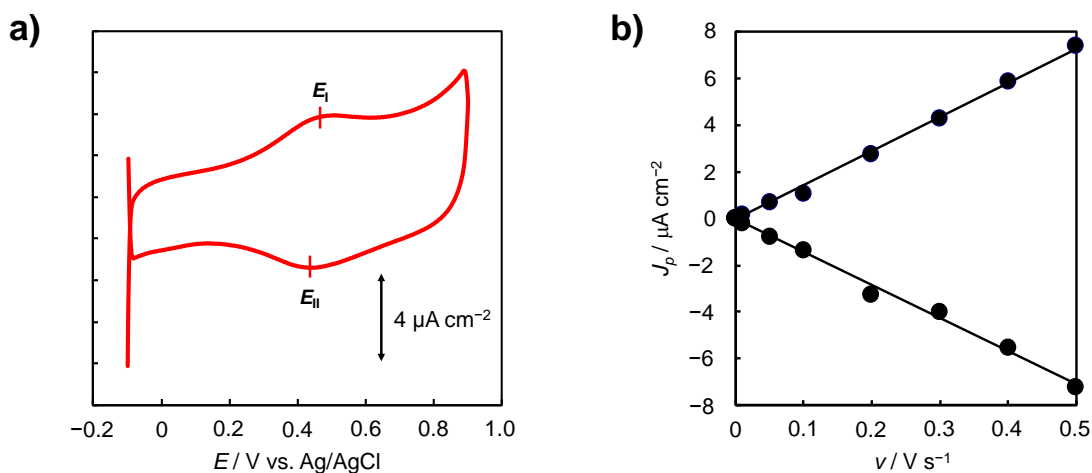 a)
E_I
E_II
4 μA cm⁻²
−0.2 0 0.2 0.4 0.6 0.8 1.0
E / V vs. Ag/AgCl
b)
8
6
4
2
0
−2
−4
−6
−8
J_p / μA cm⁻²
0 0.1 0.2 0.3 0.4 0.5
v / V s⁻¹